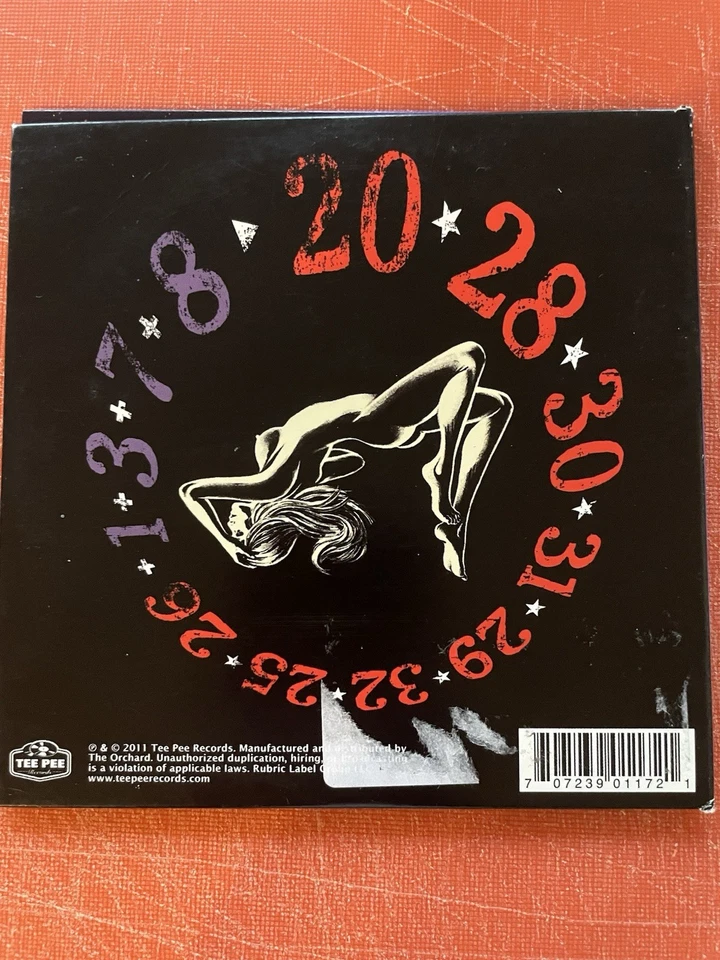 20
28
30
31
29
32
25
26
1
3
7
8
TEE PEE
Records
℗ & © 2011 Tee Pee Records. Manufactured and distributed by
The Orchard. Unauthorized duplication, hiring,
is a violation of applicable laws. Rubric Label Group LLC
www.teepeerecords.com
7 07239 01172 1